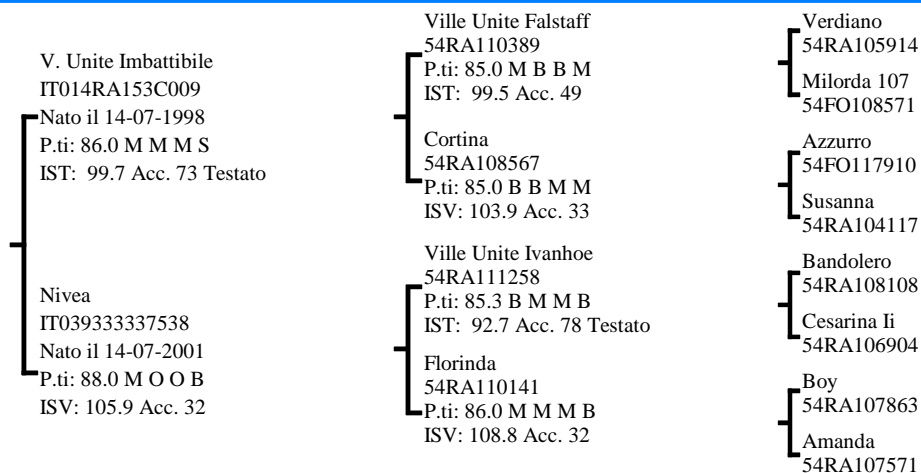 V. Unite Imbattibile
IT014RA153C009
Nato il 14-07-1998
P.ti: 86.0 M M M S
IST: 99.7 Acc. 73 Testato
Nivea
IT039333337538
Nato il 14-07-2001
P.ti: 88.0 M O O B
ISV: 105.9 Acc. 32
Ville Unite Falstaff
54RA110389
P.ti: 85.0 M B B M
IST: 99.5 Acc. 49
Cortina
54RA108567
P.ti: 85.0 B B M M
ISV: 103.9 Acc. 33
Ville Unite Ivanhoe
54RA111258
P.ti: 85.3 B M M B
IST: 92.7 Acc. 78 Testato
Florinda
54RA110141
P.ti: 86.0 M M M B
ISV: 108.8 Acc. 32
Verdiano
54RA105914
Milorda 107
54FO108571
Azzurro
54FO117910
Susanna
54RA104117
Bandolero
54RA108108
Cesarina Ii
54RA106904
Boy
54RA107863
Amanda
54RA107571